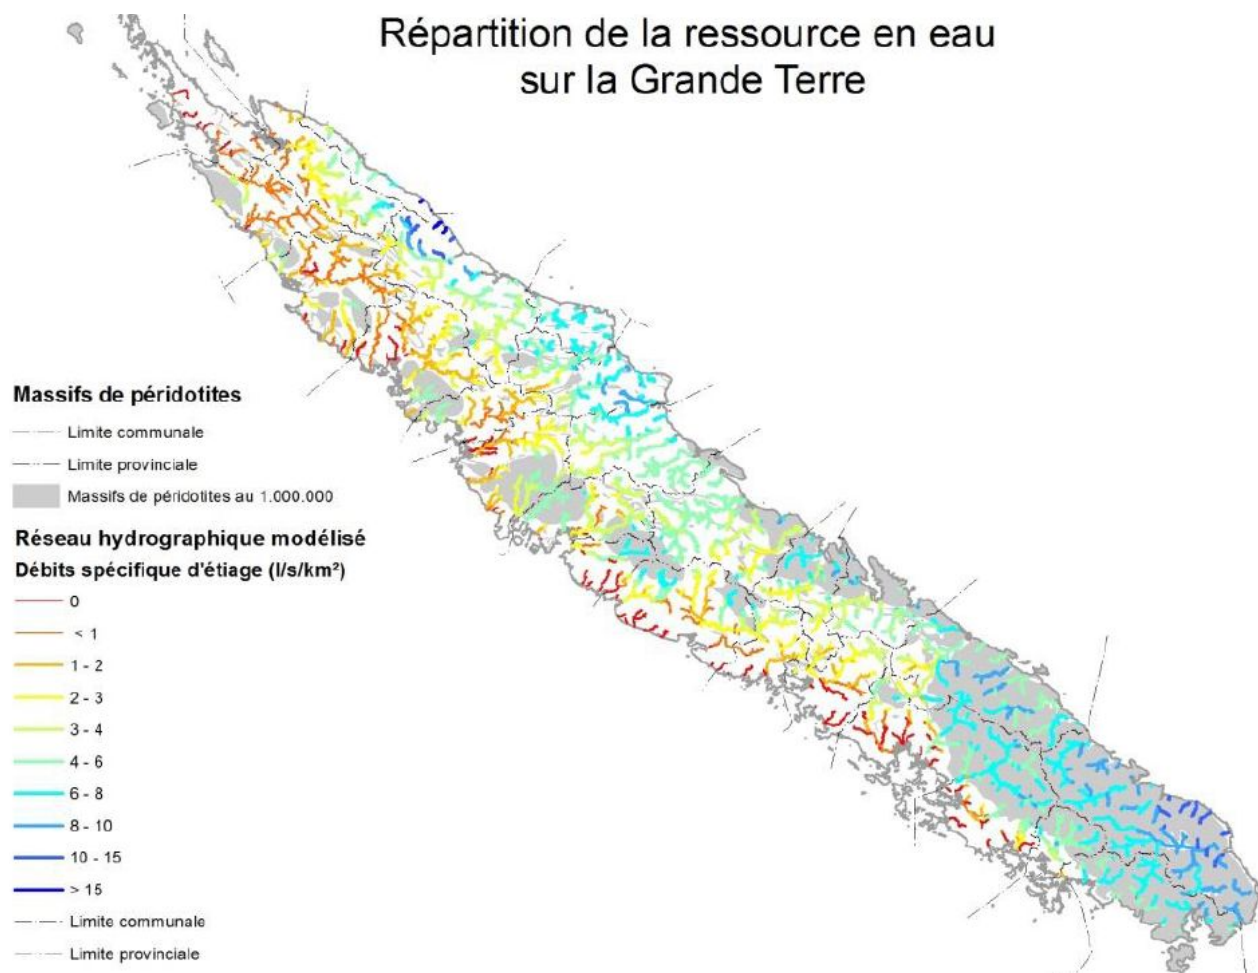 Répartition de la ressource en eau
sur la Grande Terre
Massifs de péridotites
Limite communale
Limite provinciale
Massifs de péridotites au 1.000.000
Réseau hydrographique modélisé
Débits spécifique d'étiage (l/s/km²)
0
< 1
1 - 2
2 - 3
3 - 4
4 - 6
6 - 8
8 - 10
10 - 15
> 15
Limite communale
Limite provinciale